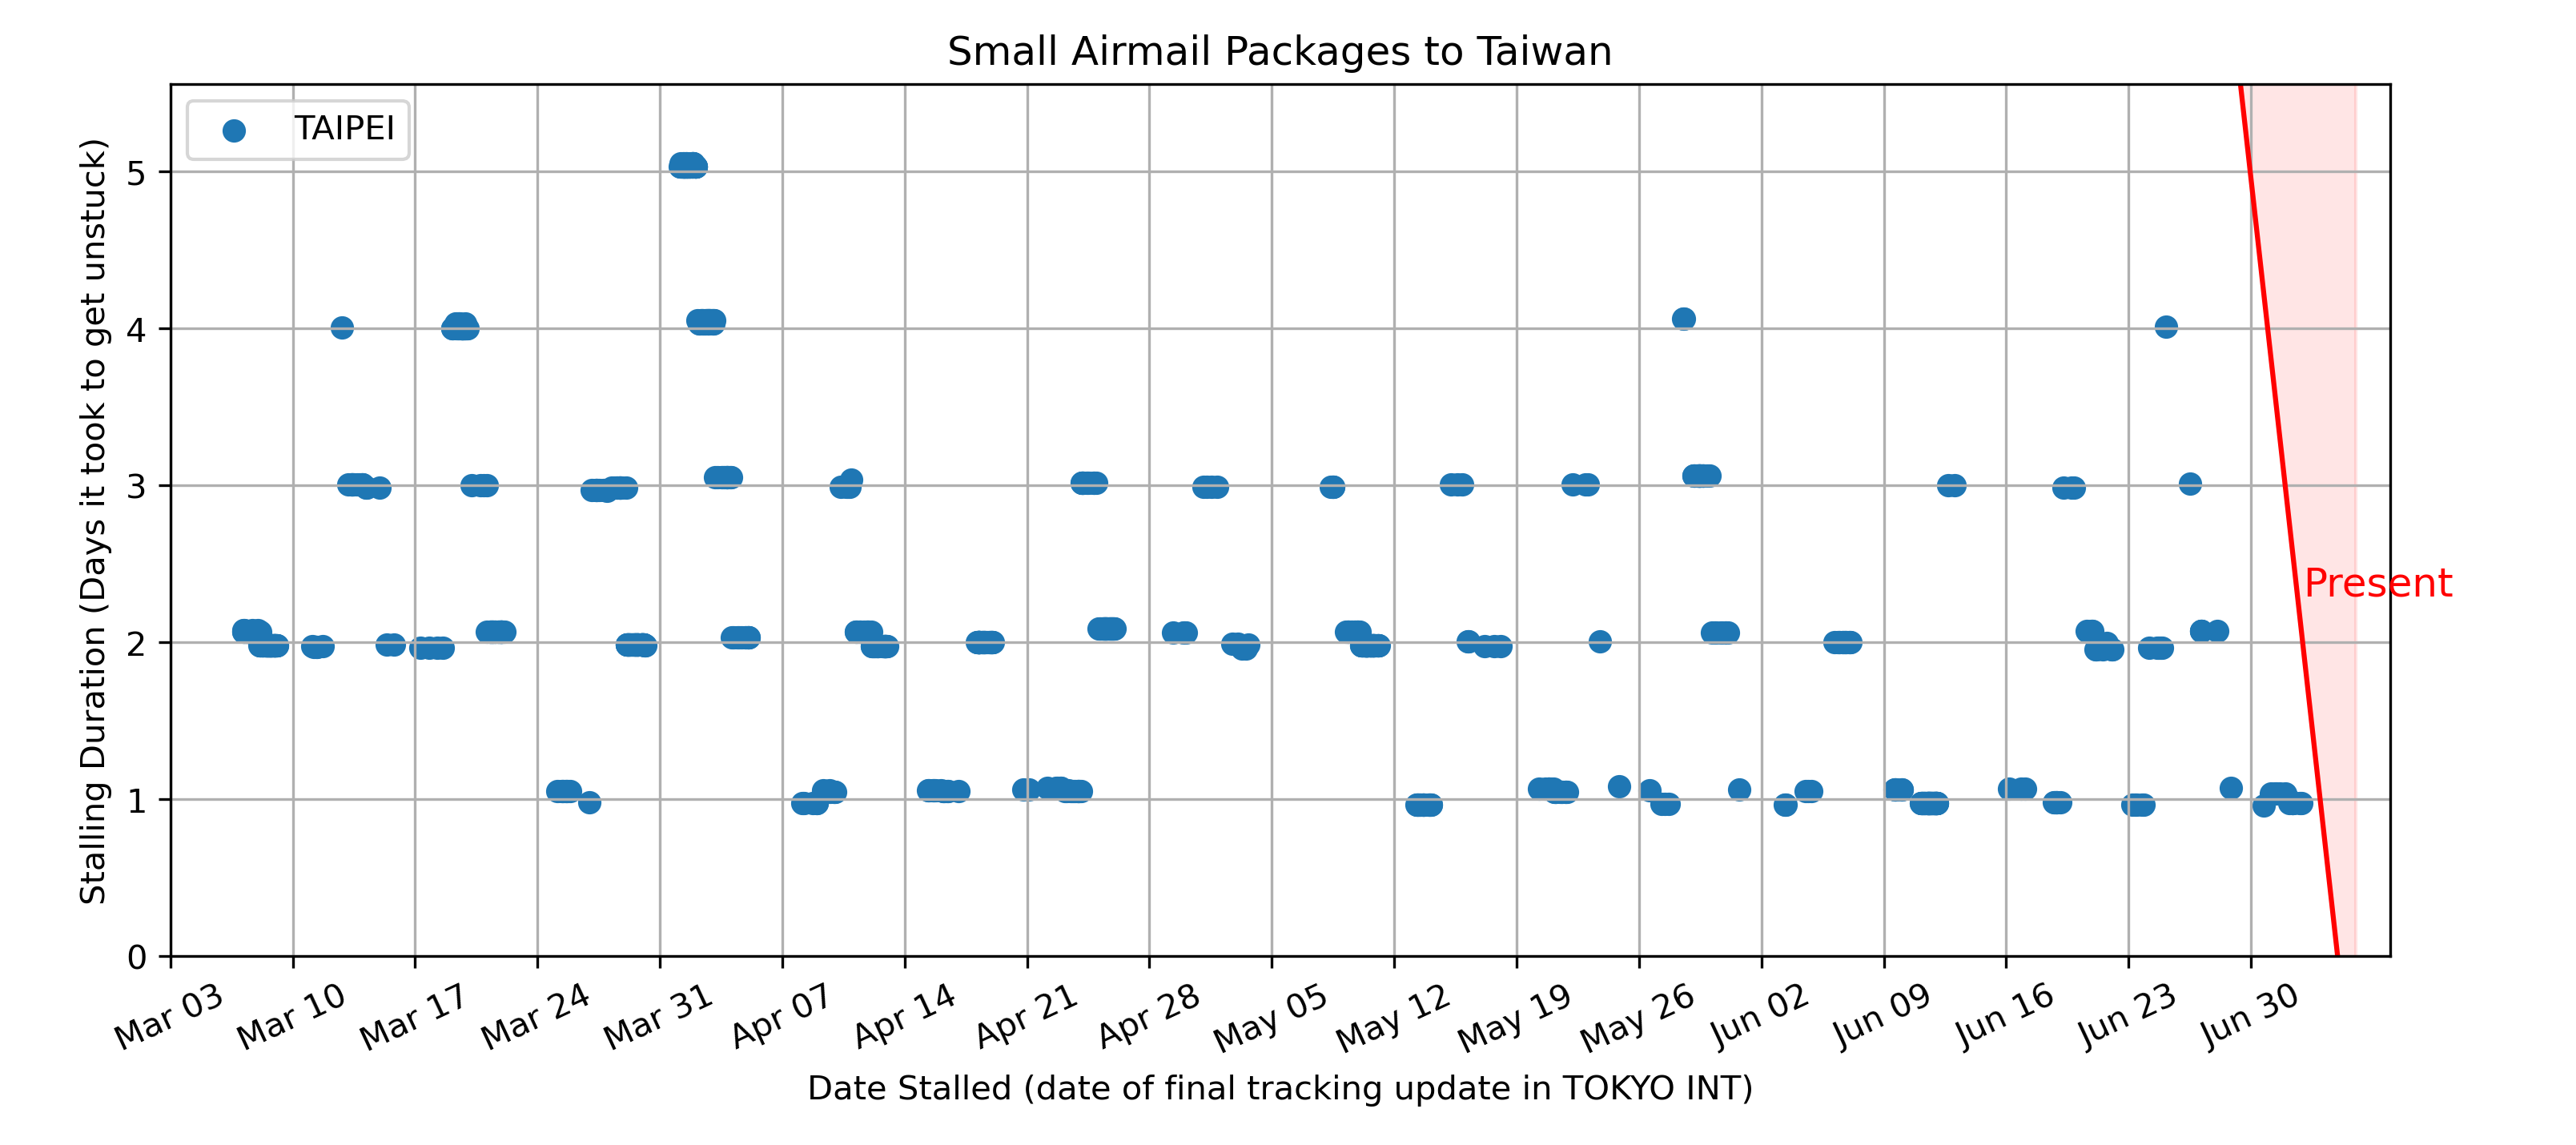 Small Airmail Packages to Taiwan
TAIPEI
Stalling Duration (Days it took to get unstuck)
5
4
3
2
1
0
Present
Mar 03
Mar 10
Mar 17
Mar 24
Mar 31
Apr 07
Apr 14
Apr 21
Apr 28
May 05
May 12
May 19
May 26
Jun 02
Jun 09
Jun 16
Jun 23
Jun 30
Date Stalled (date of final tracking update in TOKYO INT)